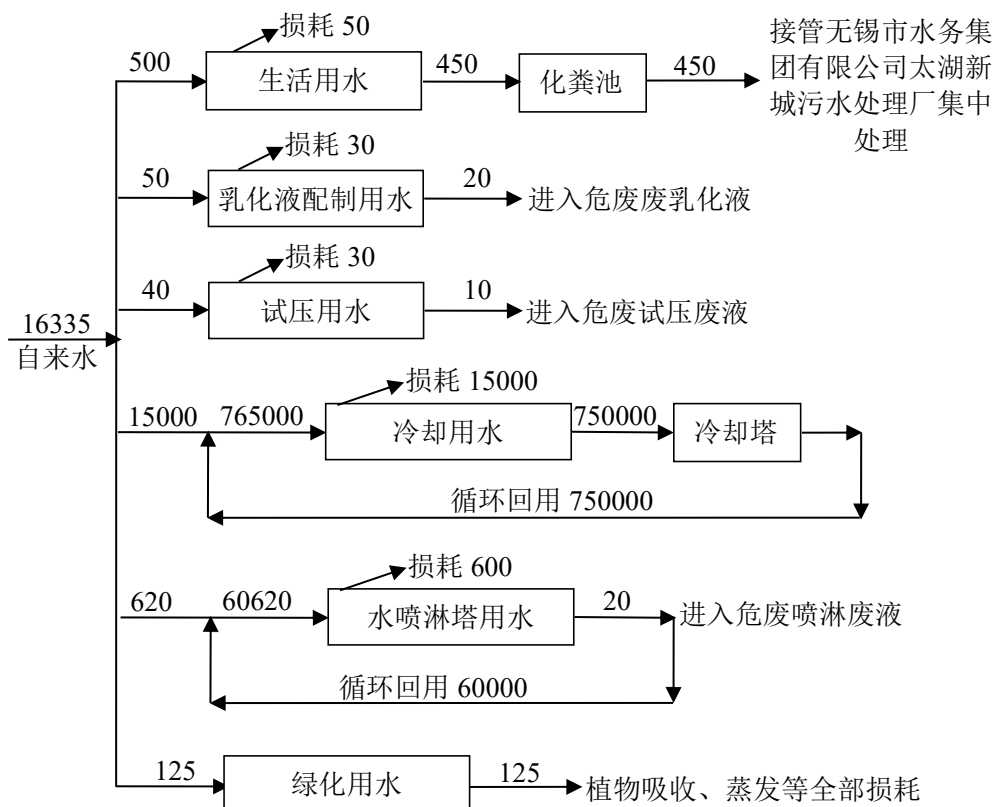 损耗 50
500
生活用水
450
化粪池
450
接管无锡市水务集
团有限公司太湖新
城污水处理厂集中
处理
损耗 30
50
乳化液配制用水
20
进入危废废乳化液
损耗 30
40
试压用水
10
进入危废试压废液
16335
自来水
损耗 15000
15000
765000
冷却用水
750000
冷却塔
循环回用 750000
损耗 600
620
60620
水喷淋塔用水
20
进入危废喷淋废液
循环回用 60000
125
绿化用水
125
植物吸收、蒸发等全部损耗